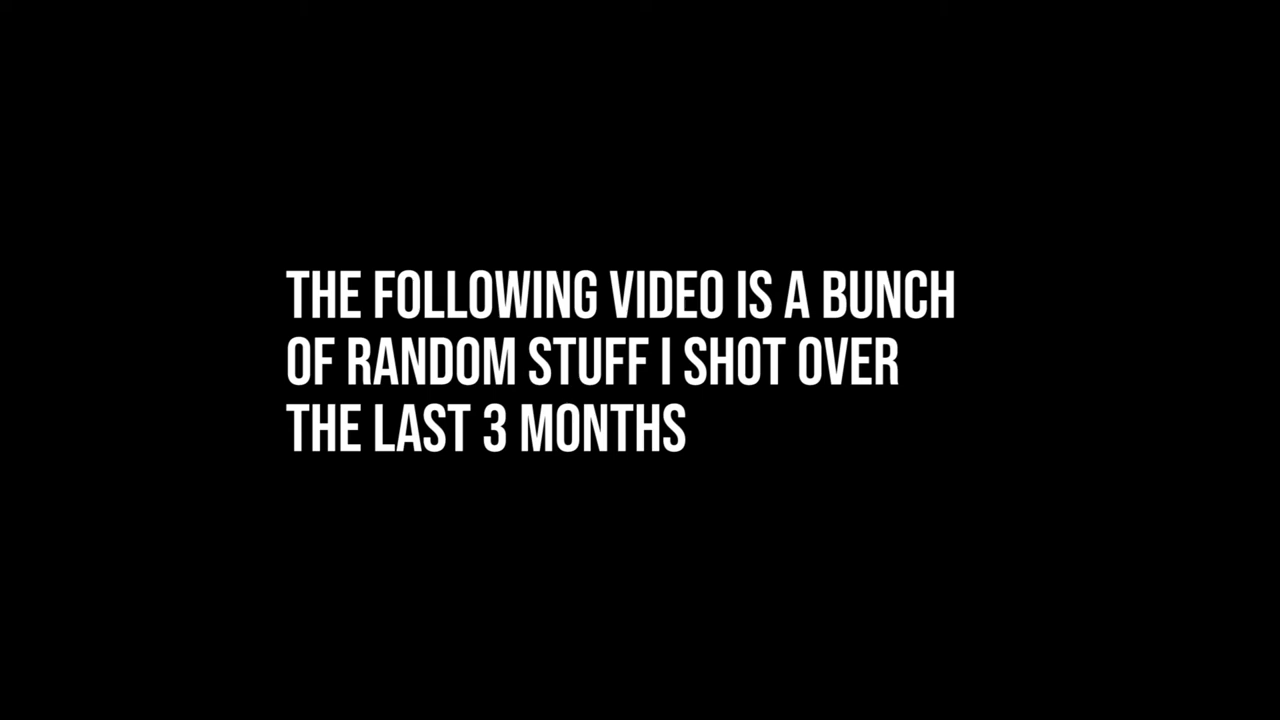 THE FOLLOWING VIDEO IS A BUNCH
OF RANDOM STUFF I SHOT OVER
THE LAST 3 MONTHS